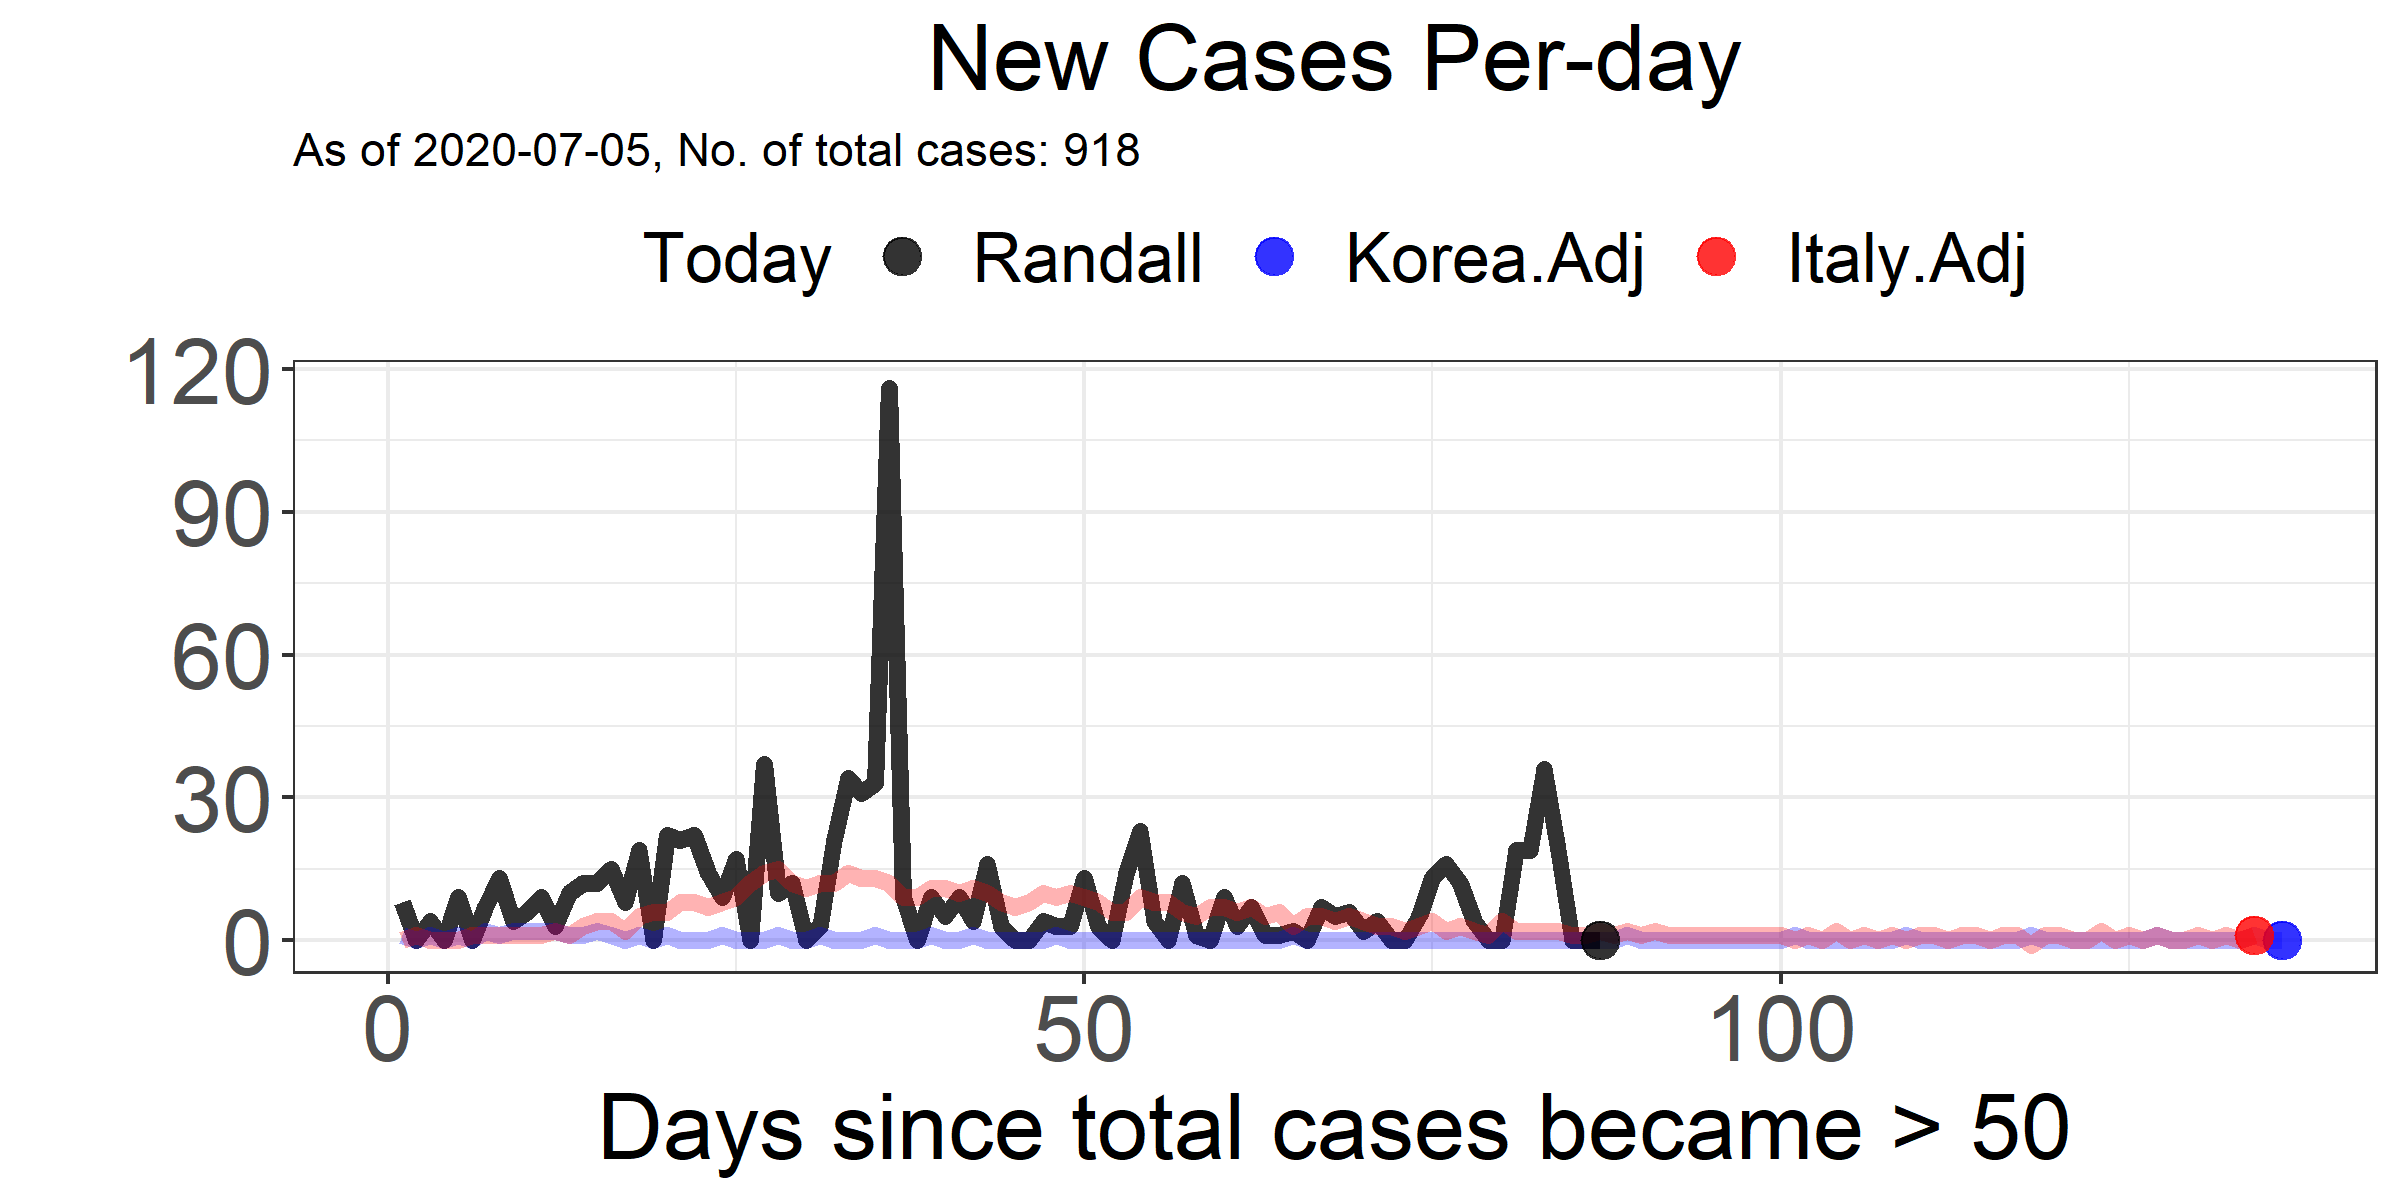 New Cases Per-day
As of 2020-07-05, No. of total cases: 918
Today Randall Korea.Adj Italy.Adj
120
90
60
30
0
0 50 100
Days since total cases became > 50